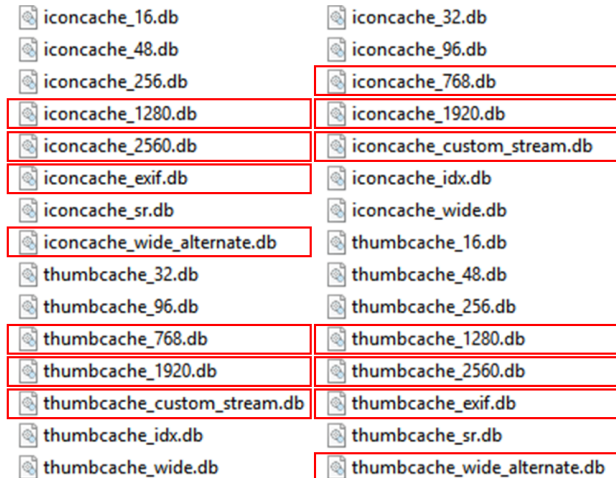 iconcache_16.db
iconcache_32.db
iconcache_48.db
iconcache_96.db
iconcache_256.db
iconcache_768.db
iconcache_1280.db
iconcache_1920.db
iconcache_2560.db
iconcache_custom_stream.db
iconcache_exif.db
iconcache_idx.db
iconcache_sr.db
iconcache_wide.db
iconcache_wide_alternate.db
thumbcache_16.db
thumbcache_32.db
thumbcache_48.db
thumbcache_96.db
thumbcache_256.db
thumbcache_768.db
thumbcache_1280.db
thumbcache_1920.db
thumbcache_2560.db
thumbcache_custom_stream.db
thumbcache_exif.db
thumbcache_idx.db
thumbcache_sr.db
thumbcache_wide.db
thumbcache_wide_alternate.db